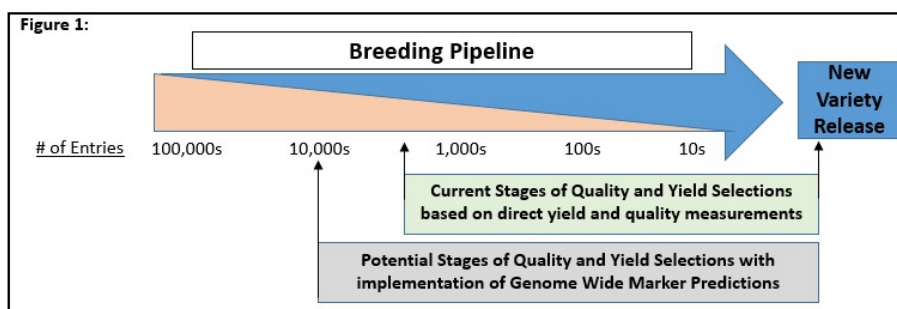 Figure 1:
Breeding Pipeline
New
Variety
Release
# of Entries 100,000s 10,000s 1,000s 100s 10s
Current Stages of Quality and Yield Selections
based on direct yield and quality measurements
Potential Stages of Quality and Yield Selections with
implementation of Genome Wide Marker Predictions